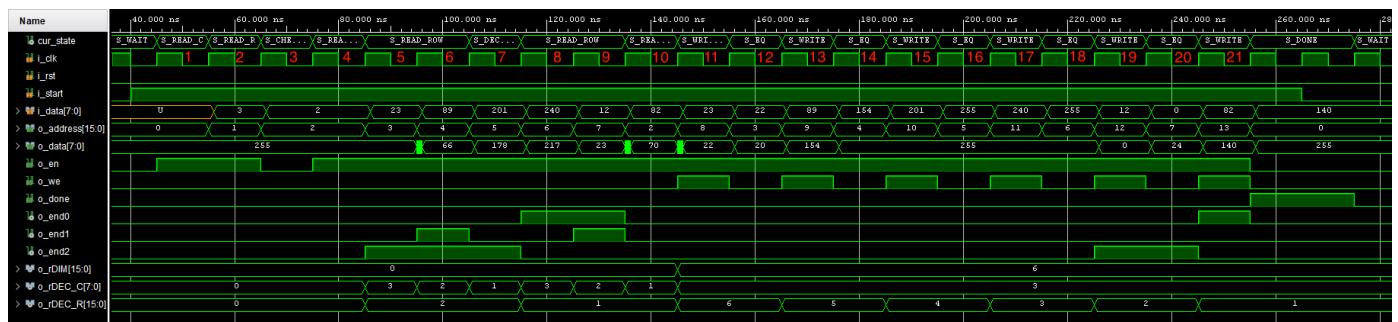 Name 40.000 ns 60.000 ns 80.000 ns 100.000 ns 120.000 ns 140.000 ns 160.000 ns 180.000 ns 200.000 ns 220.000 ns 240.000 ns 260.000 ns 28
cur_state S_WAIT S_READ_C S_READ_R S_CHE... S_REA... S_READ_ROW S_DEC... S_READ_ROW S_REA... S_WRI... S_EQ S_WRITE S_EQ S_WRITE S_EQ S_WRITE S_EQ S_WRITE S_EQ S_WRITE S_DONE S_WAIT
i_clk 1 2 3 4 5 6 7 8 9 10 11 12 13 14 15 16 17 18 19 20 21
i_rst
i_start
i_data[7:0] U 3 2 23 89 201 240 12 82 23 22 89 154 201 255 240 255 12 0 82 140
o_address[15:0] 0 1 2 3 4 5 6 7 2 8 3 9 4 10 5 11 6 12 7 13 0
o_data[7:0] 255 66 178 217 23 70 22 20 154 255 0 24 140 255
o_en
o_we
o_done
o_end0
o_end1
o_end2
o_rDIM[15:0] 0 6
o_rDEC_C[7:0] 0 3 2 1 3 2 1 3
o_rDEC_R[15:0] 0 2 1 6 5 4 3 2 1